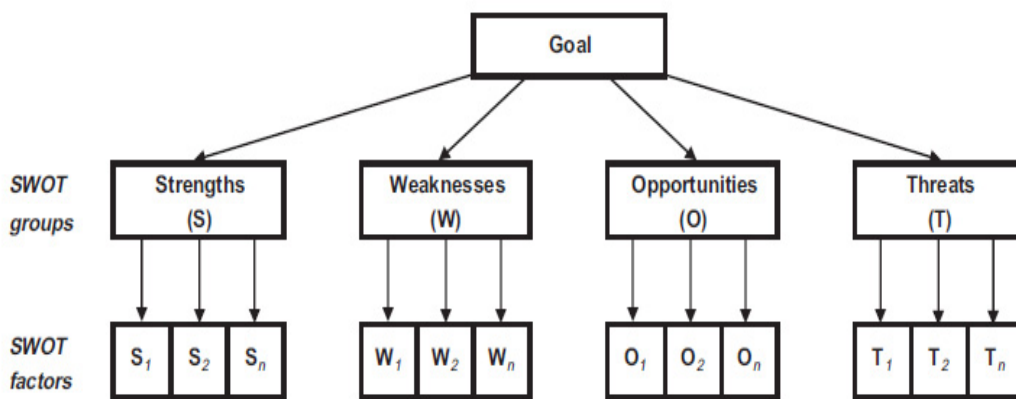 Goal
SWOT
groups
Strengths
(S)
Weaknesses
(W)
Opportunities
(O)
Threats
(T)
SWOT
factors
S1 S2 Sn
W1 W2 Wn
O1 O2 On
T1 T2 Tn